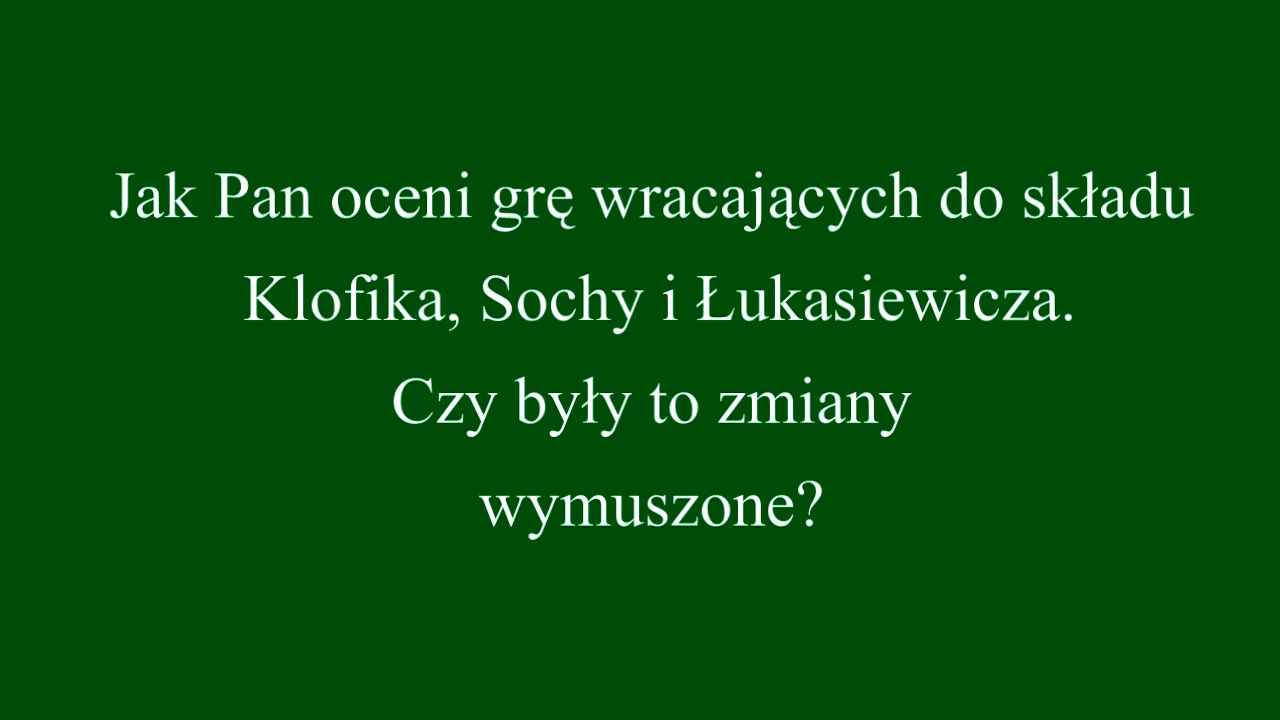 Jak Pan oceni grę wracających do składu
Klofika, Sochy i Łukasiewicza.
Czy były to zmiany
wymuszone?